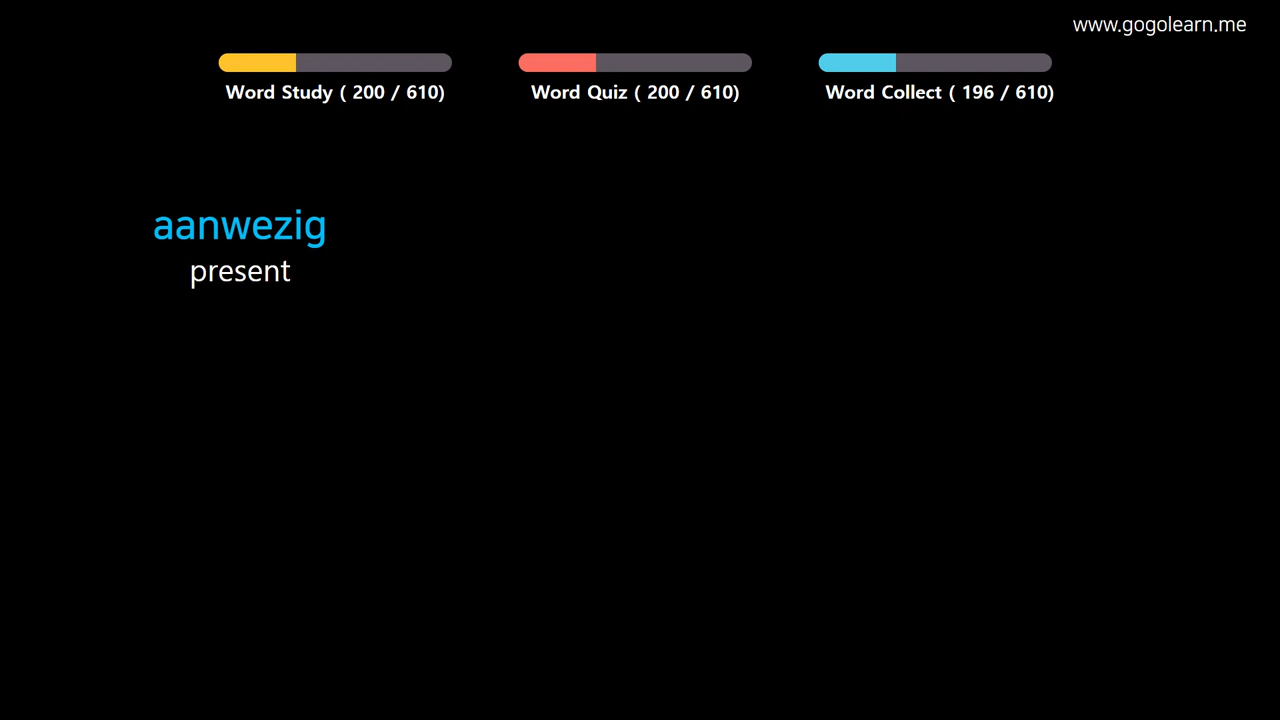 www.gogolearn.me
Word Study ( 200 / 610)
Word Quiz ( 200 / 610)
Word Collect ( 196 / 610)
aanwezig
present